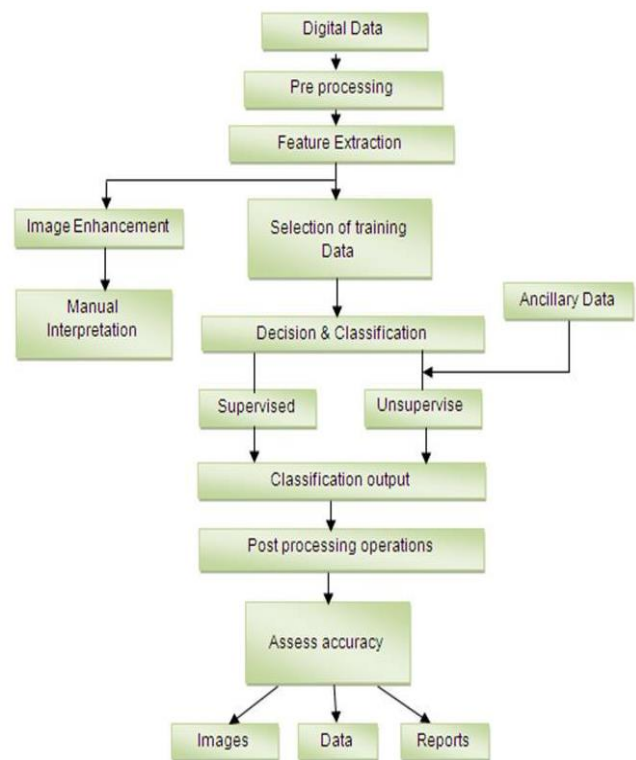 Digital Data
Pre processing
Feature Extraction
Image Enhancement
Selection of training
Data
Manual
Interpretation
Ancillary Data
Decision & Classification
Supervised
Unsupervise
Classification output
Post processing operations
Assess accuracy
Images
Data
Reports